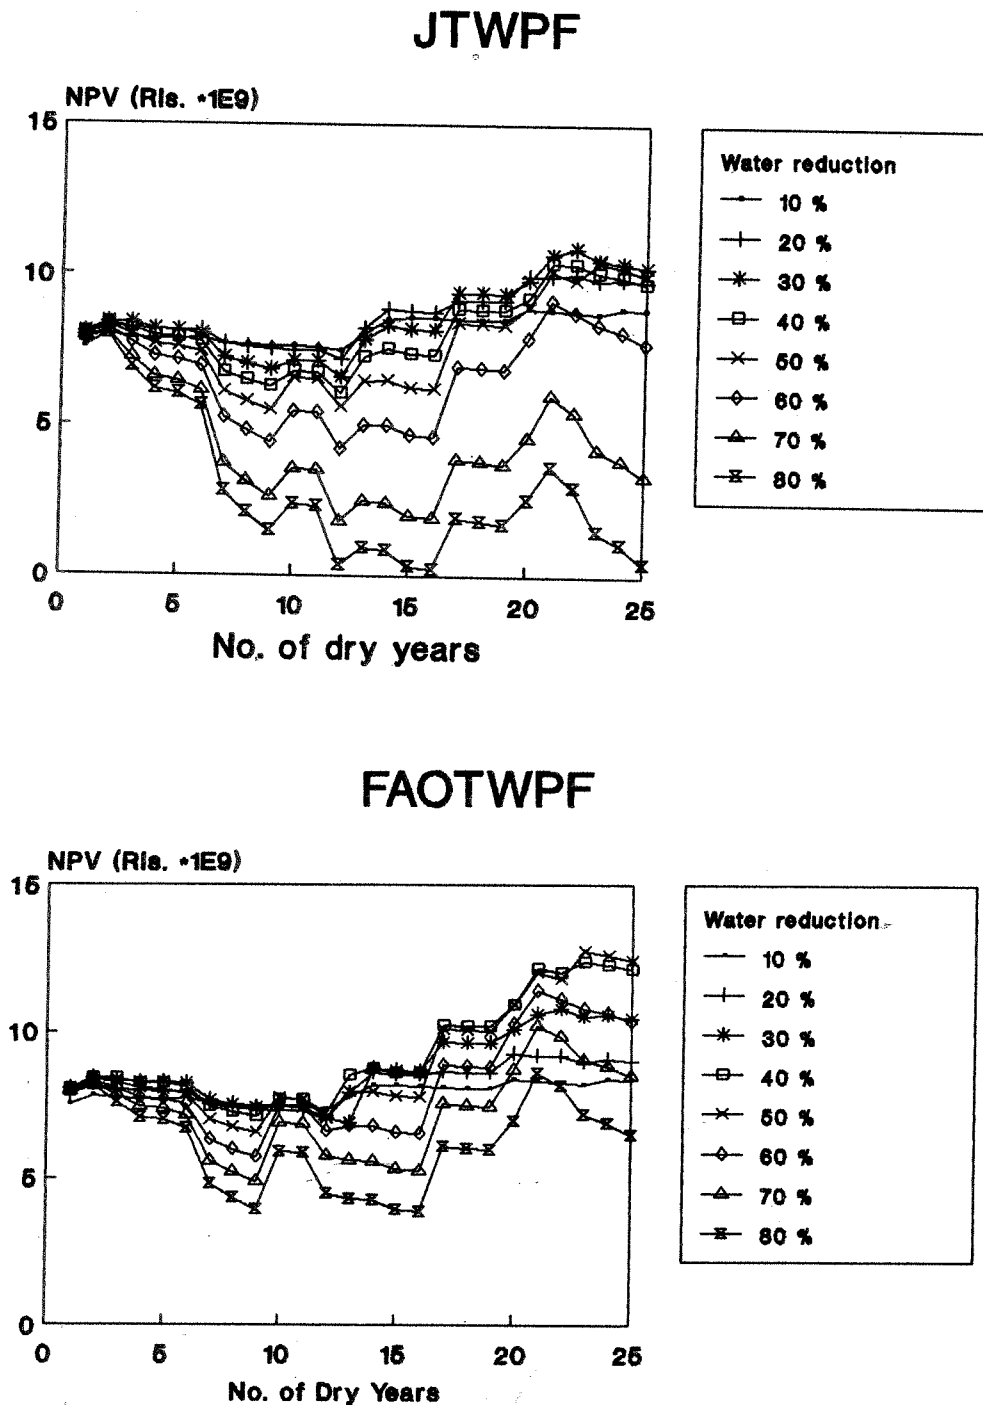 JTWPF
NPV (Rls. *1E9)
15
10
5
0
0 5 10 15 20 25
No. of dry years
Water reduction
10 %
20 %
30 %
40 %
50 %
60 %
70 %
80 %
FAOTWPF
NPV (Rls. *1E9)
15
10
5
0
0 5 10 15 20 25
No. of Dry Years
Water reduction
10 %
20 %
30 %
40 %
50 %
60 %
70 %
80 %